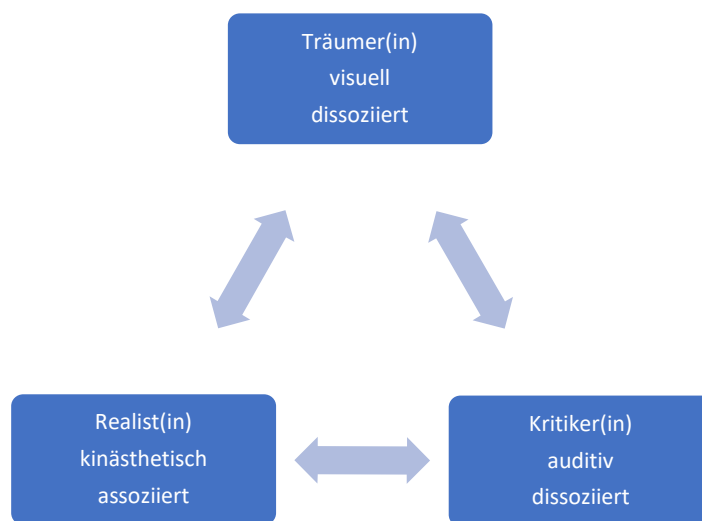 Träumer(in)
visuell
dissoziiert
Realist(in)
kinästhetisch
assoziiert
Kritiker(in)
auditiv
dissoziiert